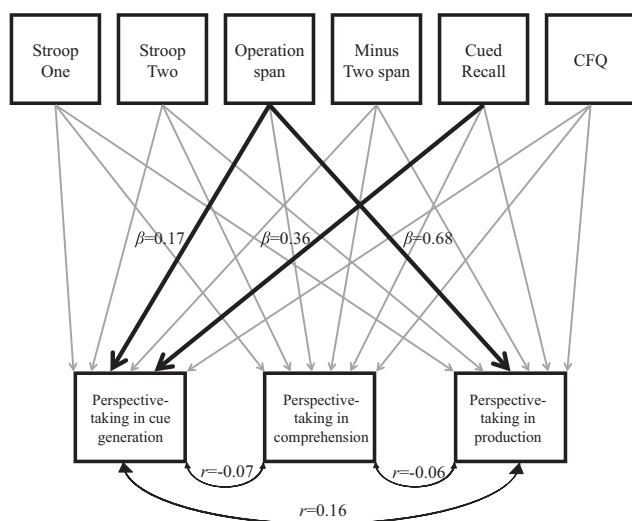 Stroop
One
Stroop
Two
Operation
span
Minus
Two span
Cued
Recall
CFQ
β=0.17
β=0.36
β=0.68
Perspective-
taking in cue
generation
Perspective-
taking in
comprehension
Perspective-
taking in
production
r=-0.07
r=-0.06
r=0.16